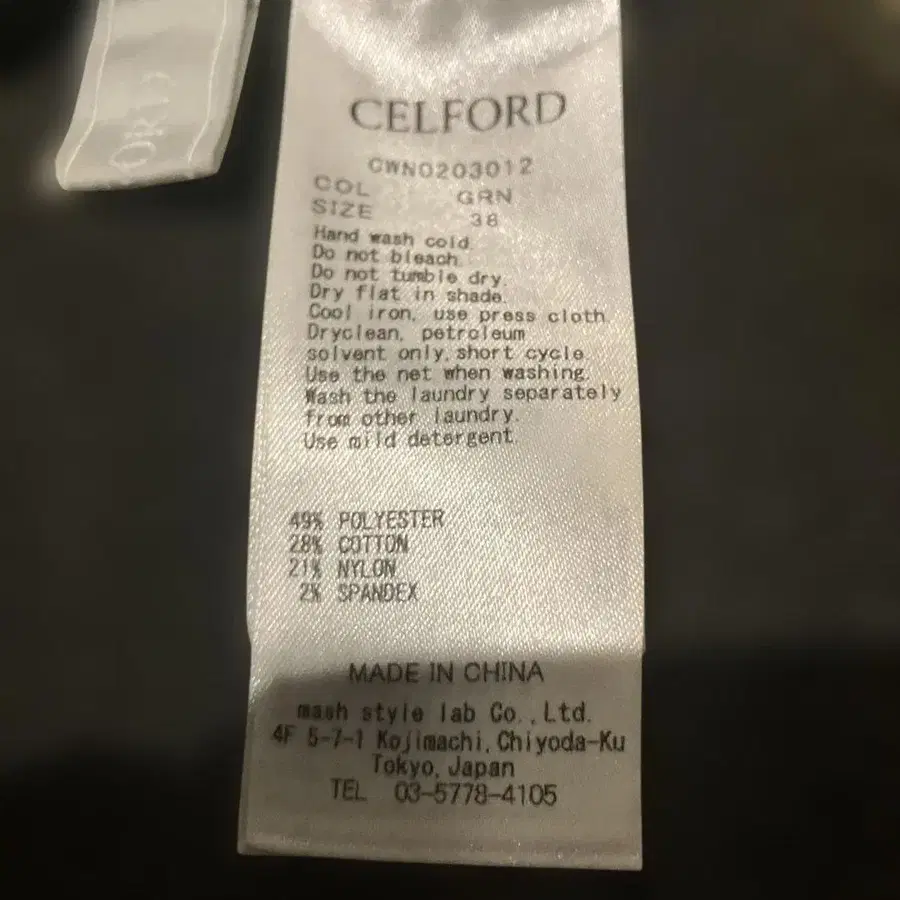 CELFORD
CWNO203012
COL GRN
SIZE 38
Hand wash cold.
Do not bleach.
Do not tumble dry.
Dry flat in shade.
Cool iron, use press cloth.
Dryclean, petroleum
solvent only, short cycle.
Use the net when washing.
Wash the laundry separately
from other laundry.
Use mild detergent.
49% POLYESTER
28% COTTON
21% NYLON
2% SPANDEX
MADE IN CHINA
mash style lab Co., Ltd.
4F 5-7-1 Kojimachi, Chiyoda-Ku
Tokyo, Japan
TEL 03-5778-4105